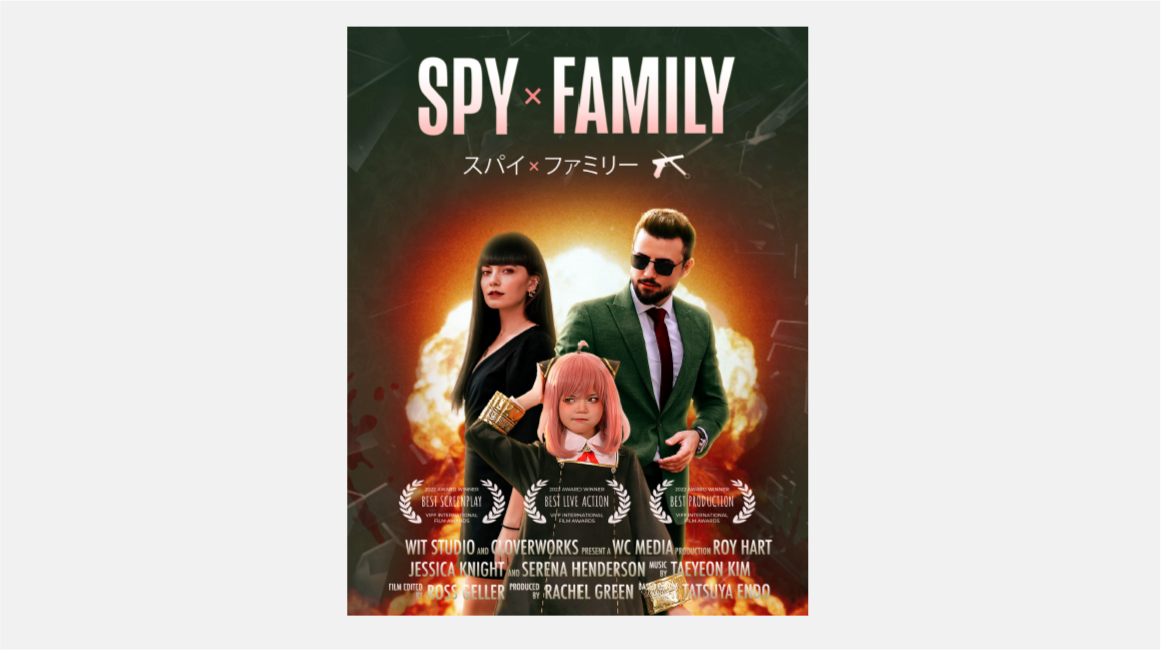 SPY × FAMILY
スパイ×ファミリー
2022 AWARD WINNER
BEST SCREENPLAY
VIFF INTERNATIONAL
FILM AWARDS
2022 AWARD WINNER
BEST LIVE ACTION
VIFF INTERNATIONAL
FILM AWARDS
2022 AWARD WINNER
BEST PRODUCTION
VIFF INTERNATIONAL
FILM AWARDS
WIT STUDIO AND CLOVERWORKS PRESENT A WC MEDIA PRODUCTION ROY HART
JESSICA KNIGHT AND SERENA HENDERSON MUSIC BY TAEYEON KIM
FILM EDITED BY ROSS GELLER PRODUCED BY RACHEL GREEN BASED ON TATSUYA ENDO